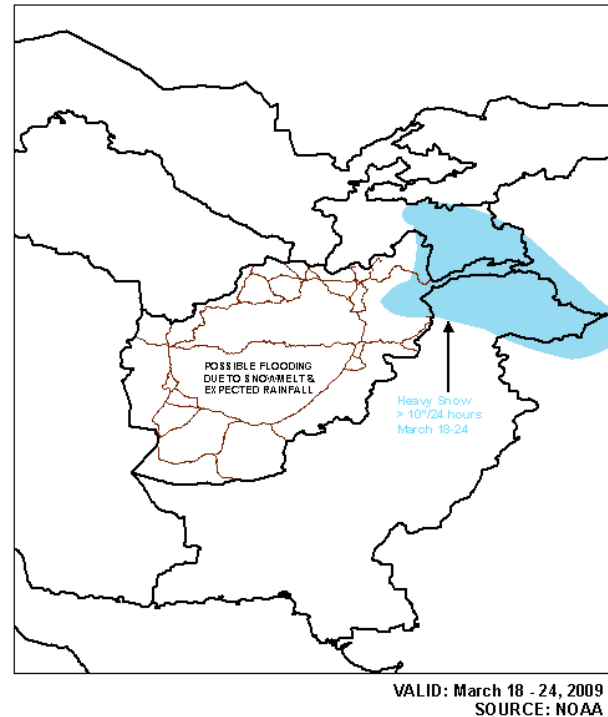 POSSIBLE FLOODING
DUE TO SNOWMELT &
EXPECTED RAINFALL
Heavy Snow
> 10"/24 hours
March 18-24
VALID: March 18 - 24, 2009
SOURCE: NOAA